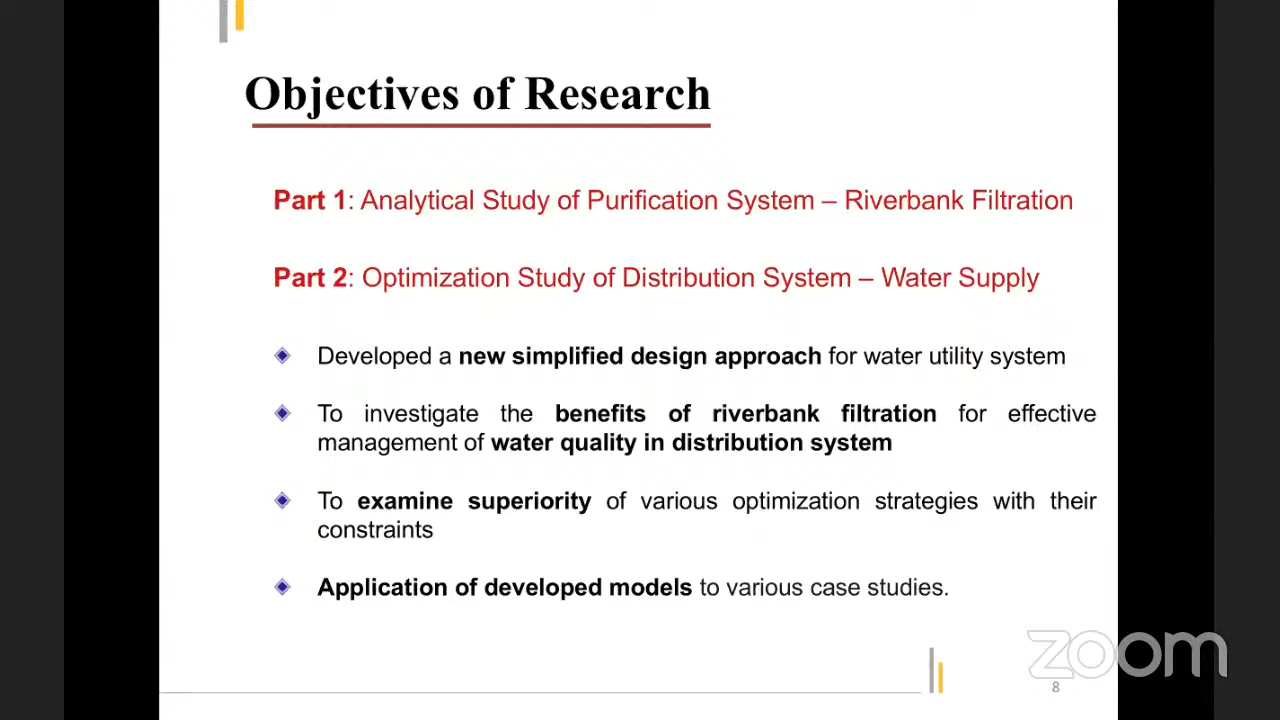 Objectives of Research
Part 1: Analytical Study of Purification System – Riverbank Filtration
Part 2: Optimization Study of Distribution System – Water Supply
Developed a new simplified design approach for water utility system
To investigate the benefits of riverbank filtration for effective
management of water quality in distribution system
To examine superiority of various optimization strategies with their
constraints
Application of developed models to various case studies.
zoom
8